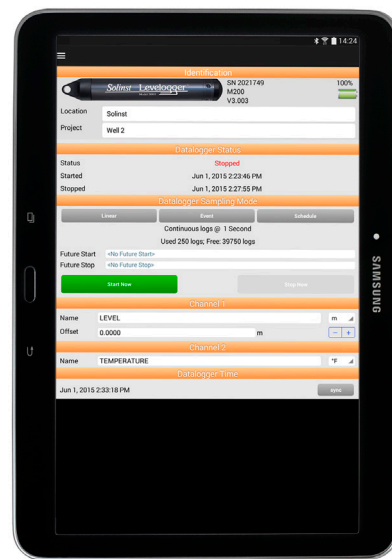 14:24
Identification
Solinst Levelogger
SN 2021749
100%
M200
V3.003
Location
Solinst
Project
Well 2
Datalogger Status
Status
Stopped
Started
Jun 1, 2015 2:23:46 PM
Stopped
Jun 1, 2015 2:27:55 PM
Datalogger Sampling Mode
Linear
Event
Schedule
Continuous logs @ 1 Second
Used 250 logs; Free: 39750 logs
Future Start
<No Future Start>
Future Stop
<No Future Stop>
Start Now
Stop Now
Channel 1
Name
LEVEL
m
Offset
0.0000
m
- +
Channel 2
Name
TEMPERATURE
°F
Datalogger Time
Jun 1, 2015 2:33:18 PM
sync
SAMSUNG